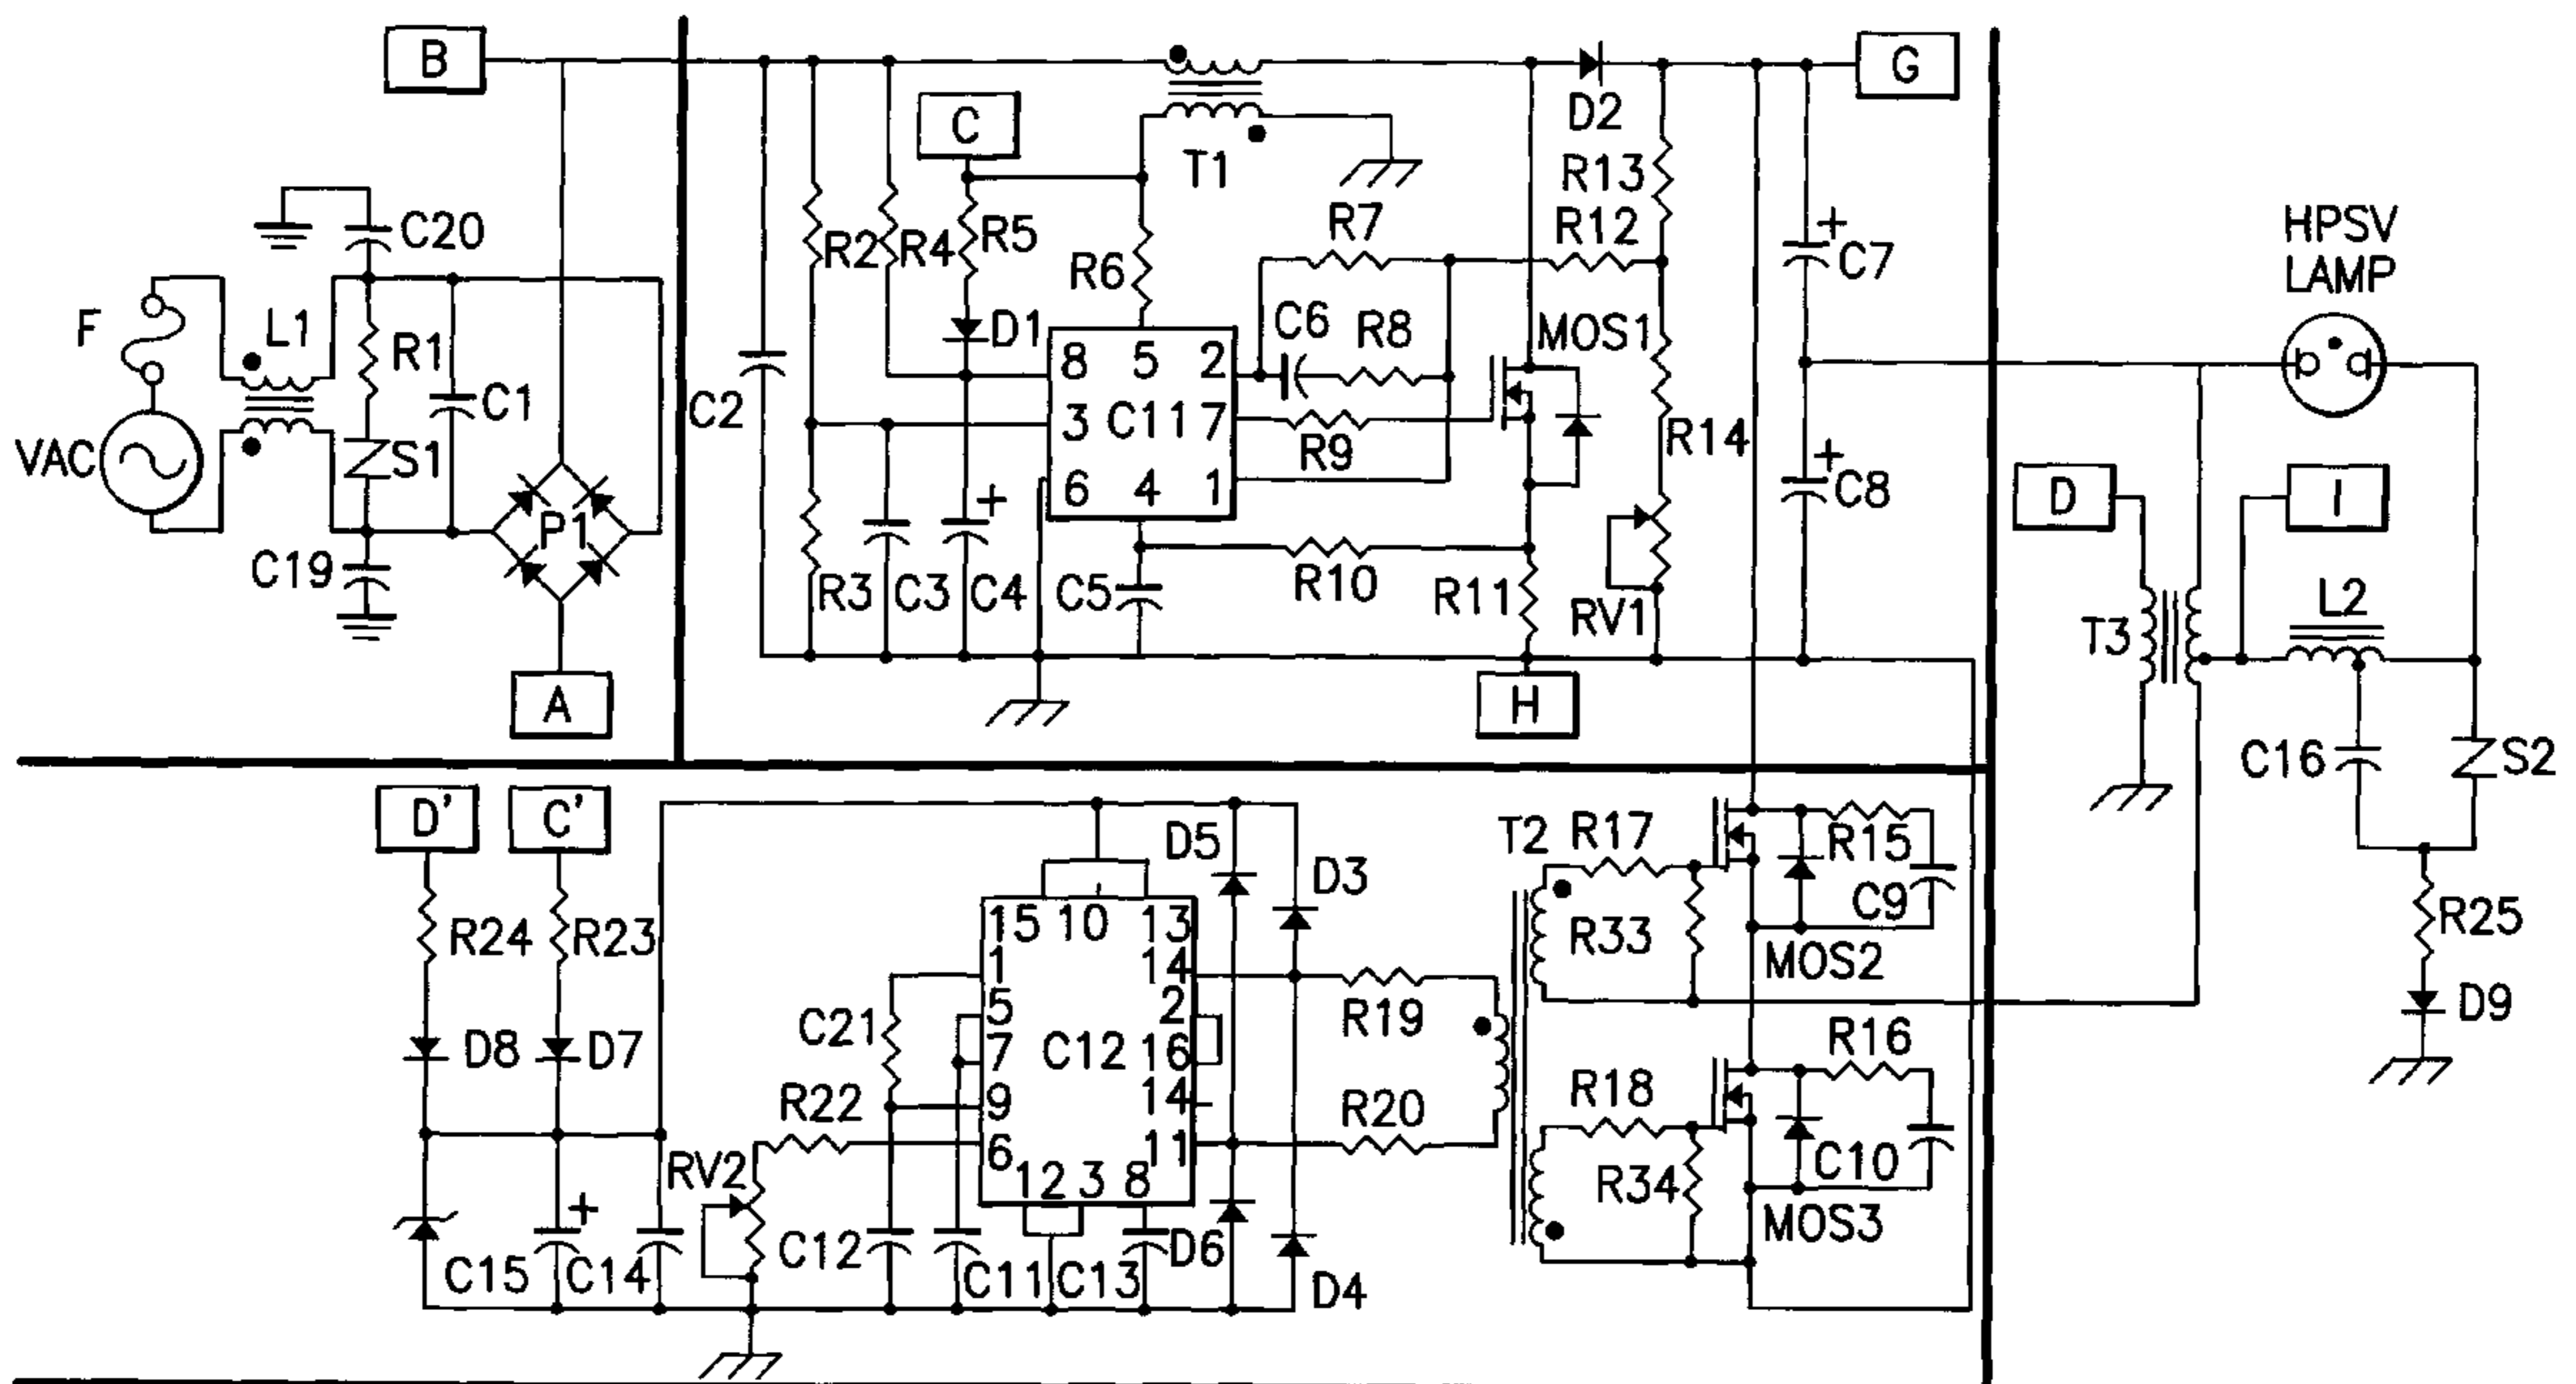 B
C
G
D2
T1
R13
R12
R7
C20
R2
R4
R5
R6
C7
HPSV
LAMP
F
L1
R1
C1
C2
D1
C6
R8
MOS1
8 5 2
3 C11 7
6 4 1
R9
R14
C8
VAC
S1
P1
C19
R3
C3
C4
C5
R10
R11
RV1
A
H
D
I
T3
L2
C16
S2
R25
D9
D'
C'
R24
R23
D8
D7
C15
C14
RV2
R22
C21
C12
C11
C13
15 10 13
1 14
5 2
7 C12 16
9 14
6 11
12 3 8
D5
D3
D6
D4
R19
R20
T2
R17
R33
R15
C9
MOS2
R18
R34
R16
C10
MOS3
+
+
+
+